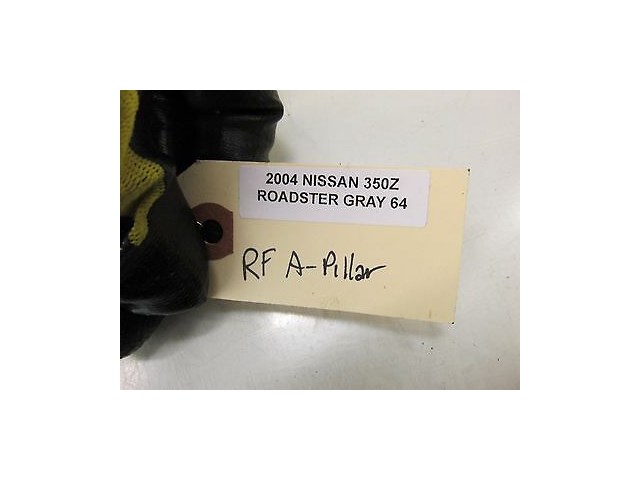 2004 NISSAN 350Z
ROADSTER GRAY 64
RF A-Pillar